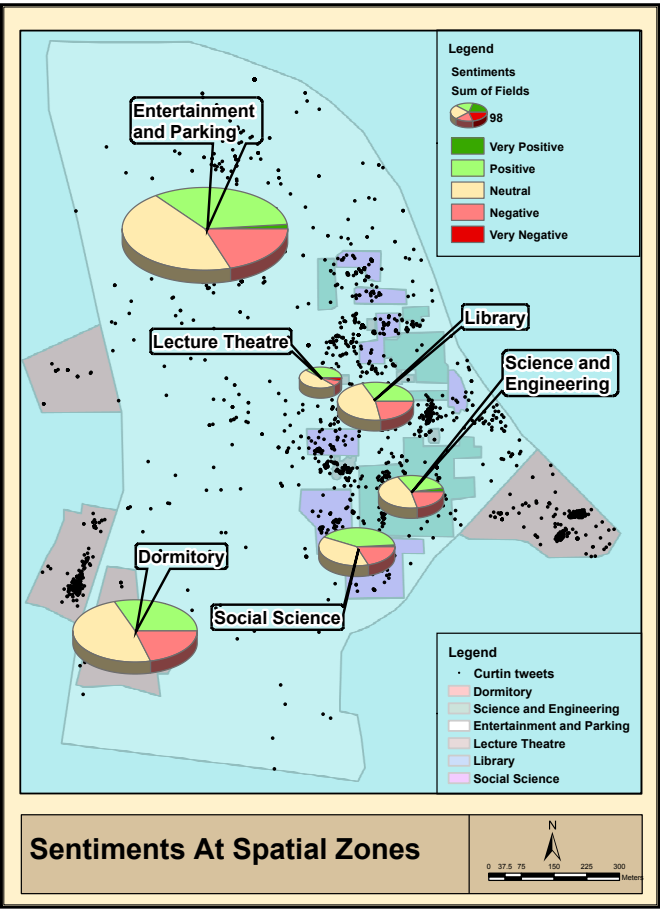 Legend
Sentiments
Sum of Fields
98
Very Positive
Positive
Neutral
Negative
Very Negative
Entertainment
and Parking
Library
Lecture Theatre
Science and
Engineering
Dormitory
Social Science
Legend
Curtin tweets
Dormitory
Science and Engineering
Entertainment and Parking
Lecture Theatre
Library
Social Science
Sentiments At Spatial Zones
N
0 37.5 75 150 225 300
Meters